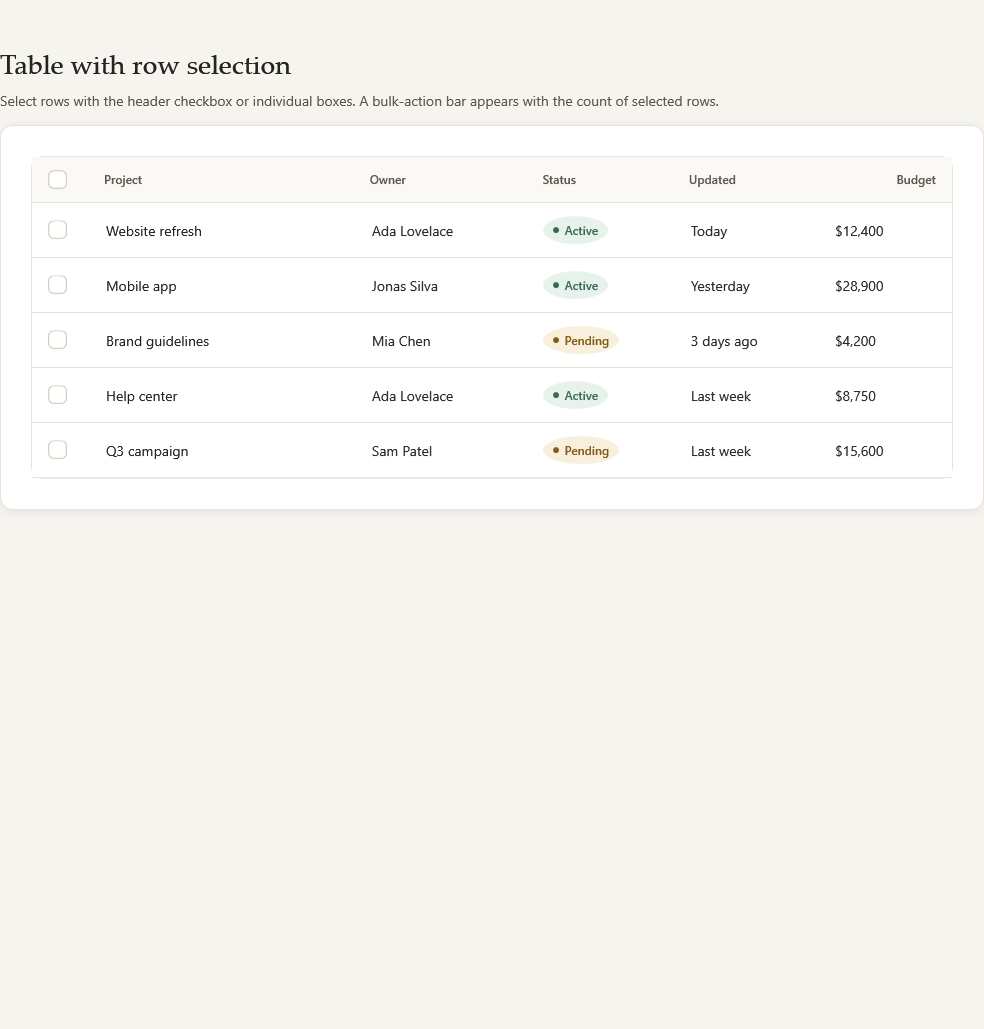 Table with row selection
Select rows with the header checkbox or individual boxes. A bulk-action bar appears with the count of selected rows.
Project Owner Status Updated Budget
Website refresh Ada Lovelace Active Today $12,400
Mobile app Jonas Silva Active Yesterday $28,900
Brand guidelines Mia Chen Pending 3 days ago $4,200
Help center Ada Lovelace Active Last week $8,750
Q3 campaign Sam Patel Pending Last week $15,600